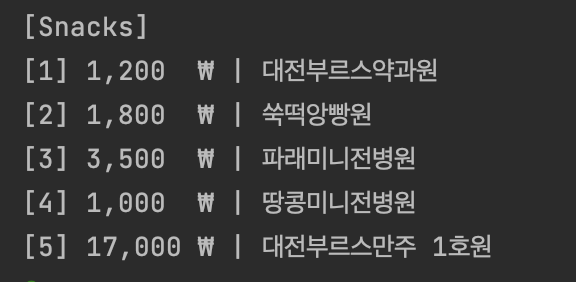 [Snacks]
[1] 1,200  ₩ | 대전부르스약과원
[2] 1,800  ₩ | 쑥떡앙빵원
[3] 3,500  ₩ | 파래미니전병원
[4] 1,000  ₩ | 땅콩미니전병원
[5] 17,000 ₩ | 대전부르스만주 1호원